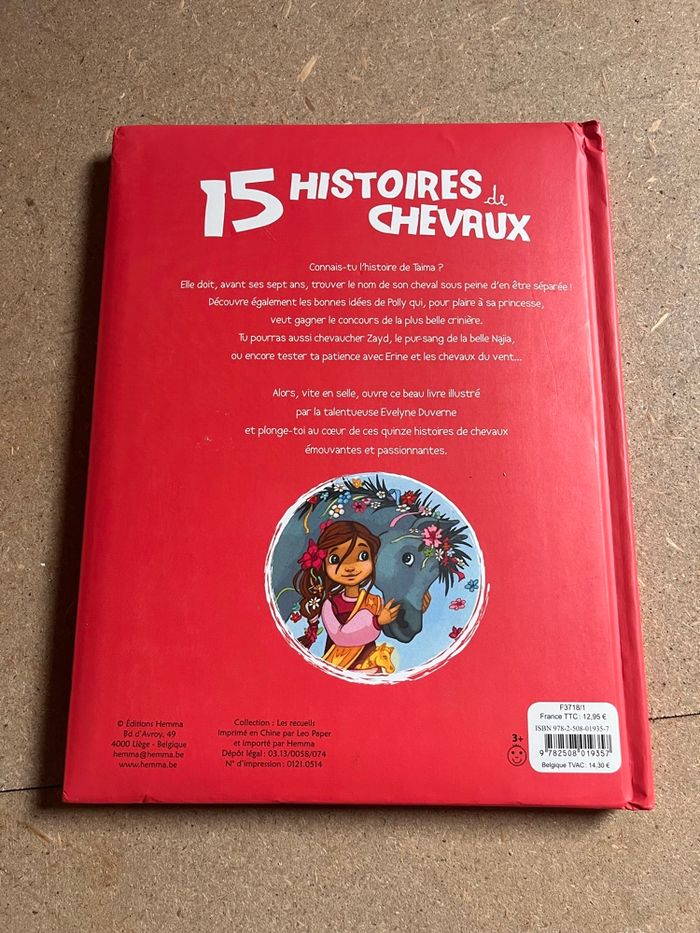 15 HISTOIRES de
CHEVAUX
Connais-tu l'histoire de Taima ?
Elle doit, avant ses sept ans, trouver le nom de son cheval sous peine d'en être séparée !
Découvre également les bonnes idées de Polly qui, pour plaire à sa princesse,
veut gagner le concours de la plus belle crinière.
Tu pourras aussi chevaucher Zayd, le pur-sang de la belle Najia,
ou encore tester ta patience avec Erine et les chevaux du vent...
Alors, vite en selle, ouvre ce beau livre illustré
par la talentueuse Evelyne Duverne
et plonge-toi au cœur de ces quinze histoires de chevaux
émouvantes et passionnantes.
© Éditions Hemma
Bd d'Avroy, 49
4000 Liège - Belgique
hemma@hemma.be
www.hemma.be
Collection : Les recueils
Imprimé en Chine par Leo Paper
et importé par Hemma
Dépôt légal : 03.13/0058/074
N° d'impression : 0121.0514
3+
F3718/1
France TTC : 12,95 €
ISBN 978-2-508-01935-7
9 782508 019357
Belgique TVAC : 14,30 €